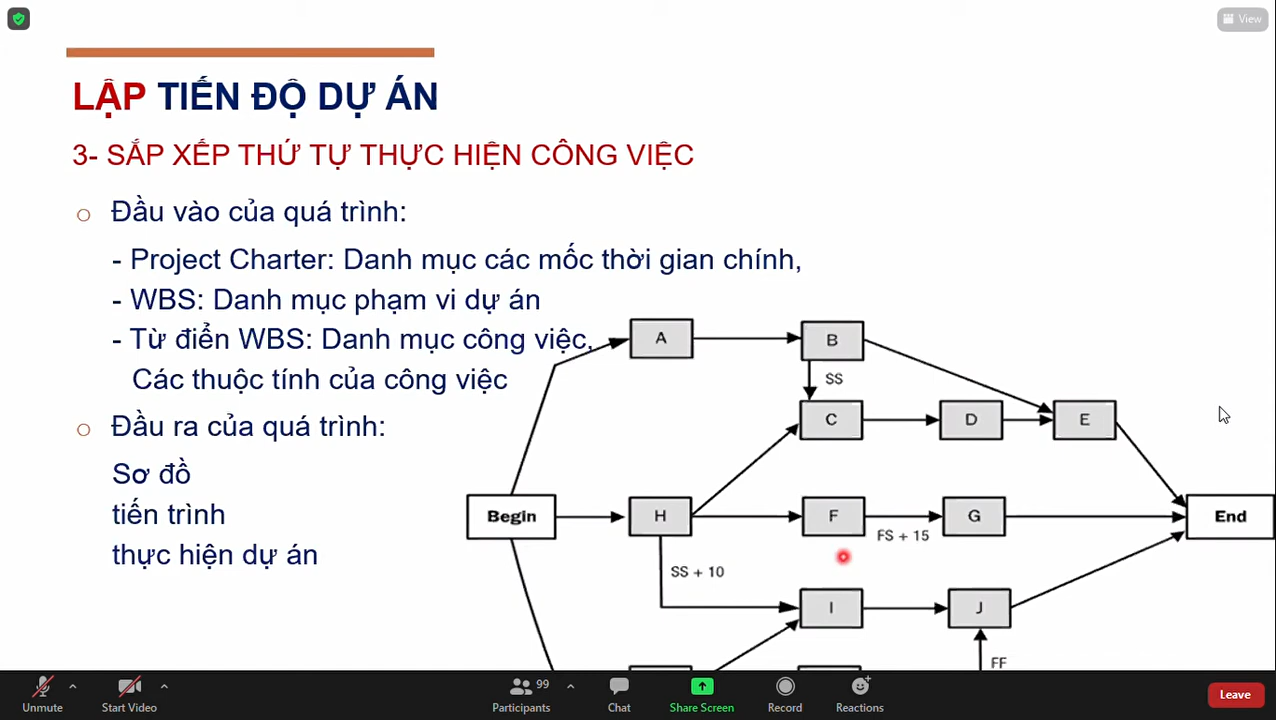 View
LẬP TIẾN ĐỘ DỰ ÁN
3- SẮP XẾP THỨ TỰ THỰC HIỆN CÔNG VIỆC
Đầu vào của quá trình:
- Project Charter: Danh mục các mốc thời gian chính,
- WBS: Danh mục phạm vi dự án
- Từ điển WBS: Danh mục công việc,
Các thuộc tính của công việc
Đầu ra của quá trình:
Sơ đồ
tiến trình
thực hiện dự án
A
B
SS
C
D
E
Begin
H
F
FS + 15
G
End
SS + 10
I
J
FF
Unmute
Start Video
99
Participants
Chat
Share Screen
Record
Reactions
Leave